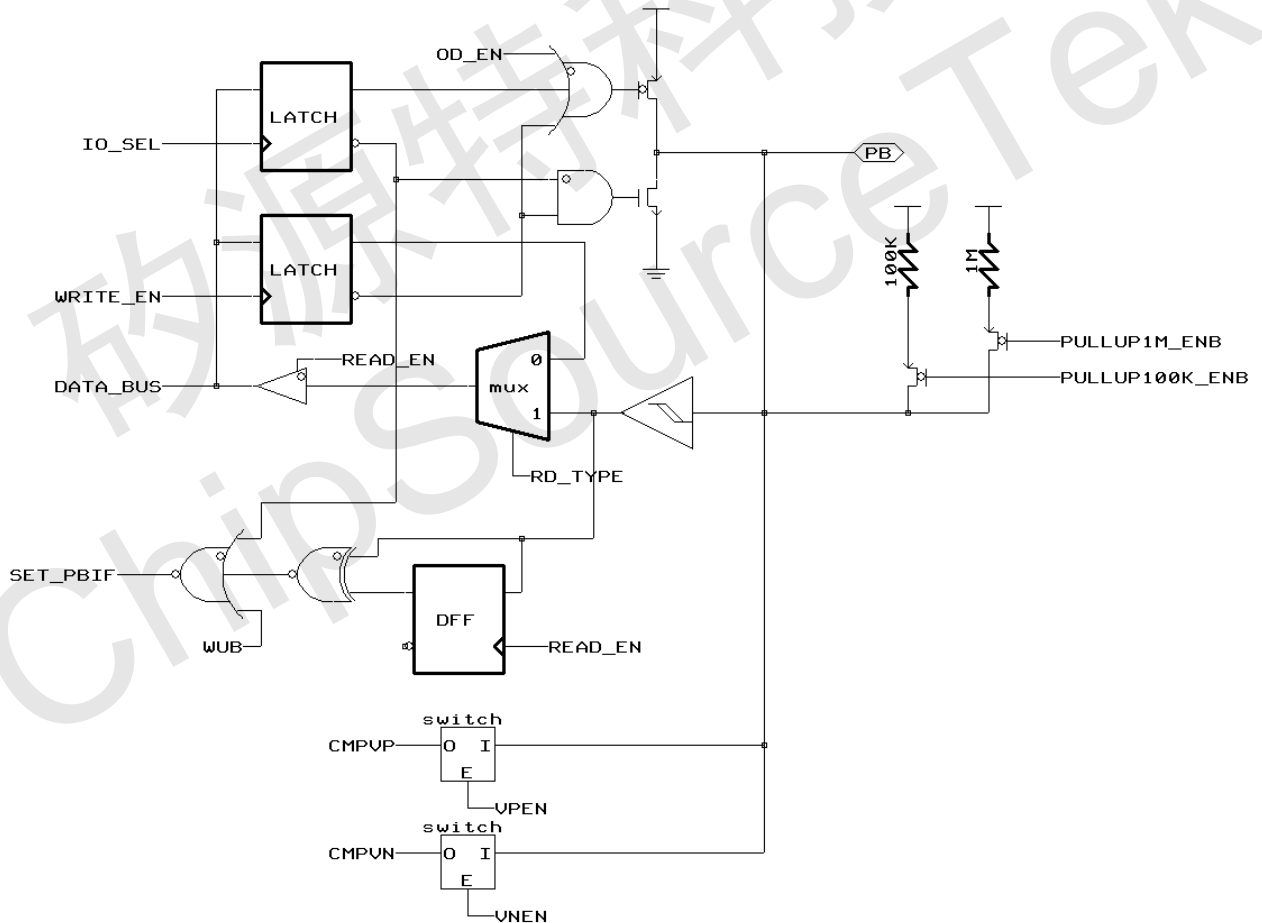 OD_EN
LATCH
IO_SEL
PB
LATCH
WRITE_EN
100K
1M
READ_EN
PULLUP1M_ENB
0
DATA_BUS
mux
PULLUP100K_ENB
1
RD_TYPE
SET_PBIF
DFF
WUB
READ_EN
switch
CMPVP
O I
E
VPEN
switch
CMPVN
O I
E
VNEN
矽源特科
ChipSourceTek